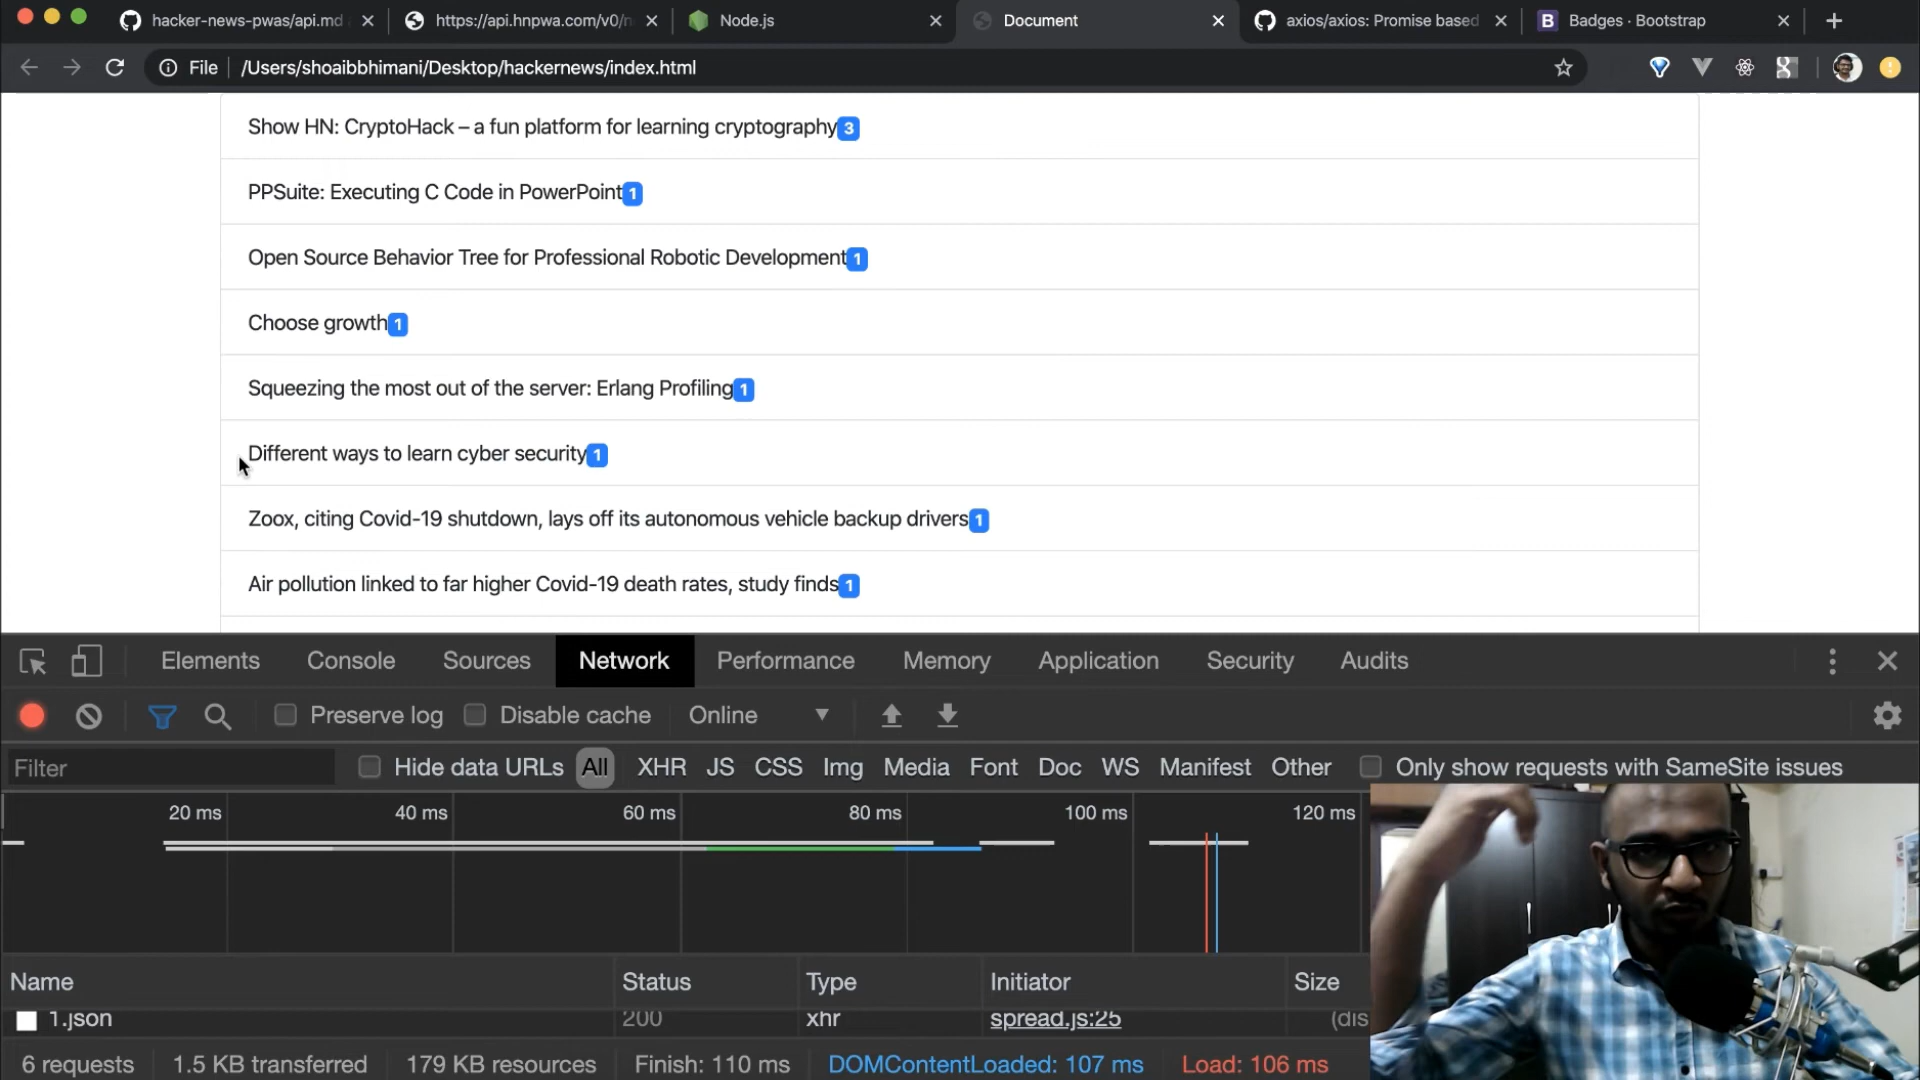 hacker-news-pwas/api.md
https://api.hnpwa.com/v0/n
Node.js
Document
axios/axios: Promise based
B Badges · Bootstrap
File /Users/shoaibbhimani/Desktop/hackernews/index.html
Show HN: CryptoHack – a fun platform for learning cryptography 3
PPSuite: Executing C Code in PowerPoint 1
Open Source Behavior Tree for Professional Robotic Development 1
Choose growth 1
Squeezing the most out of the server: Erlang Profiling 1
Different ways to learn cyber security 1
Zoox, citing Covid-19 shutdown, lays off its autonomous vehicle backup drivers 1
Air pollution linked to far higher Covid-19 death rates, study finds 1
Elements Console Sources Network Performance Memory Application Security Audits
Preserve log Disable cache Online
Filter Hide data URLs All XHR JS CSS Img Media Font Doc WS Manifest Other Only show requests with SameSite issues
20 ms 40 ms 60 ms 80 ms 100 ms 120 ms
Name Status Type Initiator Size
1.json 200 xhr spread.js:25 (dis
6 requests 1.5 KB transferred 179 KB resources Finish: 110 ms DOMContentLoaded: 107 ms Load: 106 ms